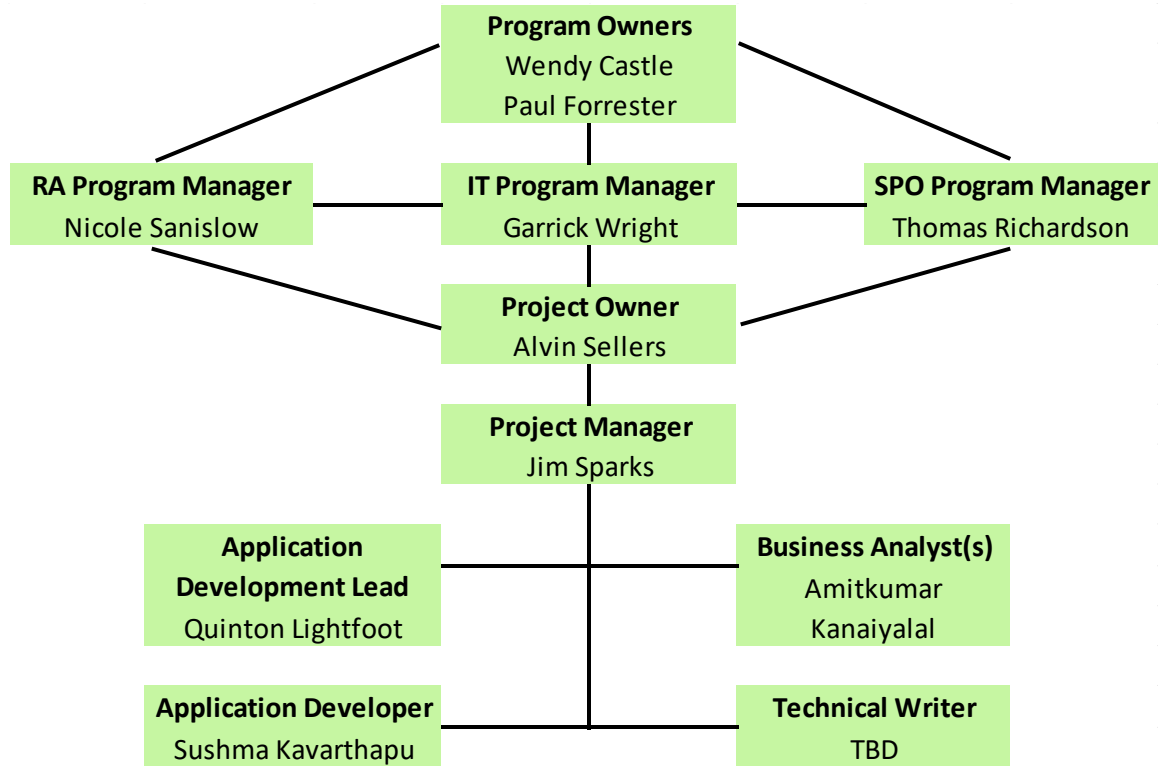 Program Owners
Wendy Castle
Paul Forrester
RA Program Manager
Nicole Sanislow
IT Program Manager
Garrick Wright
SPO Program Manager
Thomas Richardson
Project Owner
Alvin Sellers
Project Manager
Jim Sparks
Application
Development Lead
Quinton Lightfoot
Business Analyst(s)
Amitkumar
Kanaiyalal
Application Developer
Sushma Kavarthapu
Technical Writer
TBD